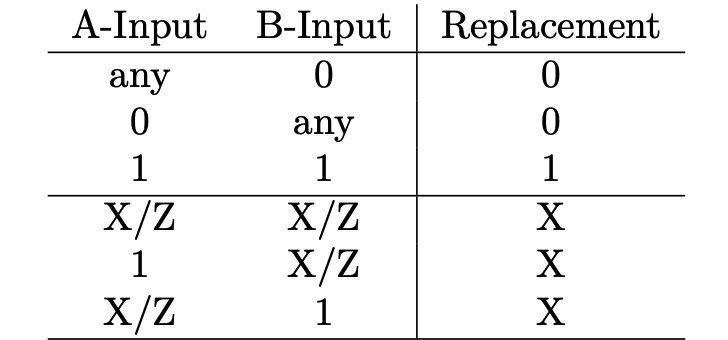 A-Input B-Input Replacement
any 0 0
0 any 0
1 1 1
X/Z X/Z X
1 X/Z X
X/Z 1 X